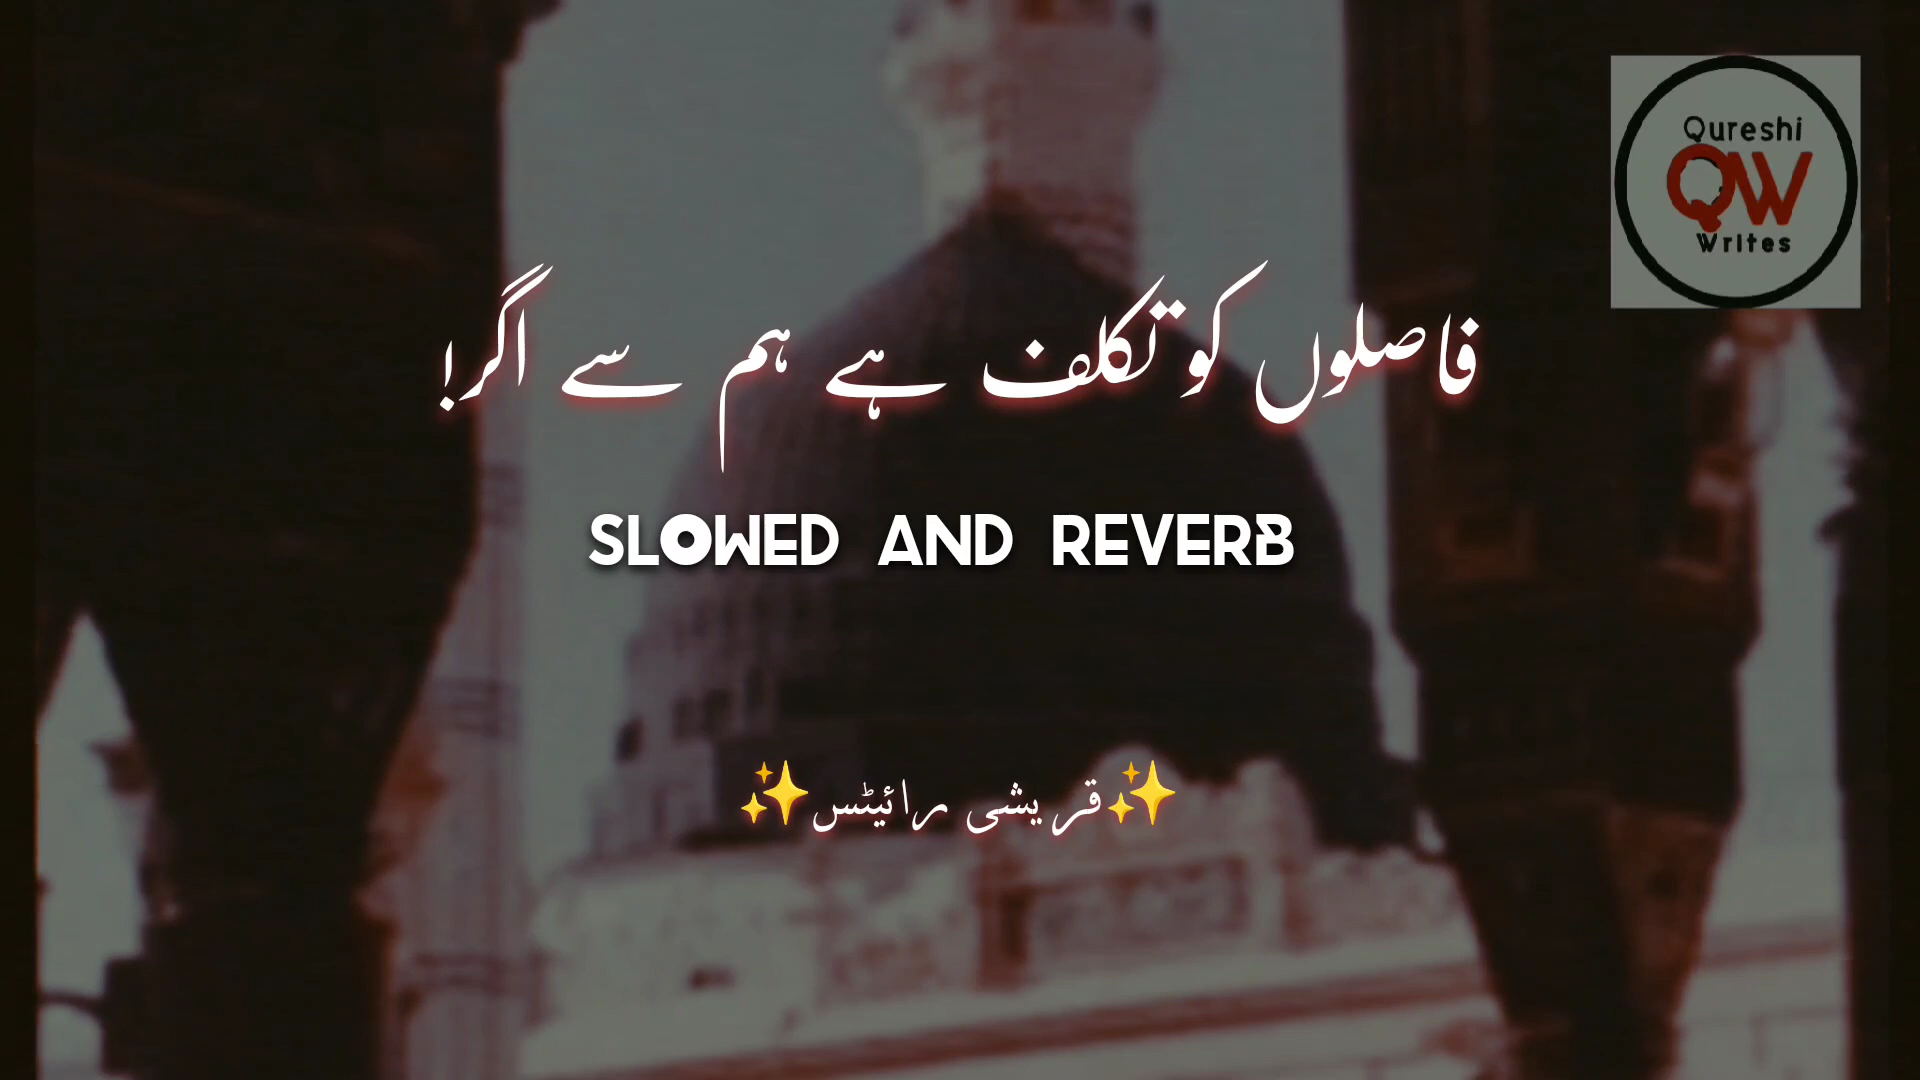 Qureshi
QW
Writes
فاصلوں کو تکلف ہے ہم سے اگر!
SLOWED AND REVERB
✨قریشی رائیٹس✨